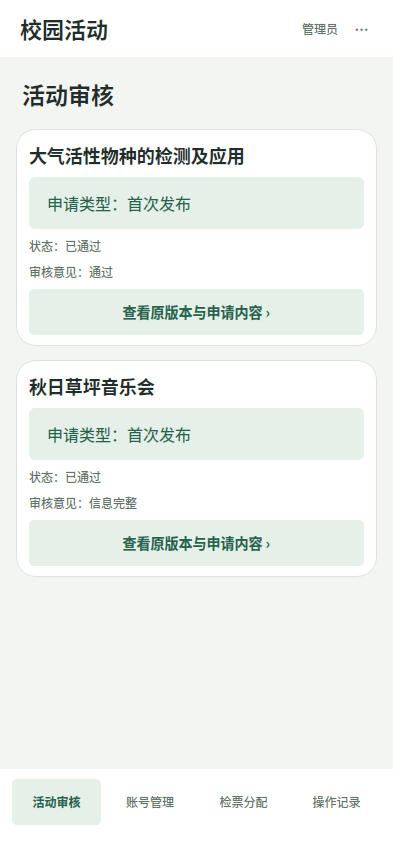 校园活动
管理员 ···
活动审核
大气活性物种的检测及应用
申请类型：首次发布
状态：已通过
审核意见：通过
查看原版本与申请内容 ›
秋日草坪音乐会
申请类型：首次发布
状态：已通过
审核意见：信息完整
查看原版本与申请内容 ›
活动审核 账号管理 检票分配 操作记录